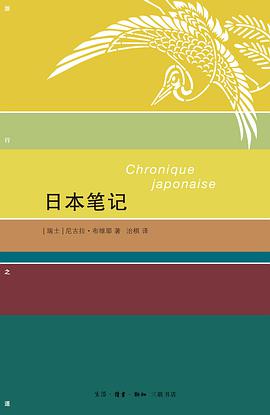 旅
行
之
道
Chronique
japonaise
日本笔记
[ 瑞士 ] 尼古拉·布维耶 著 治棋 译
生活·讀書·新知 三联书店